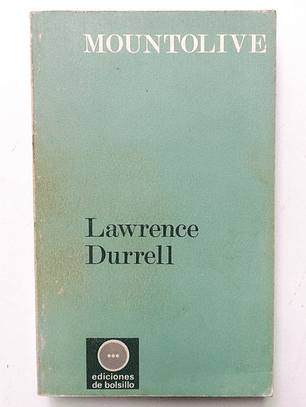 MOUNTOLIVE
Lawrence
Durrell
ediciones
de bolsillo